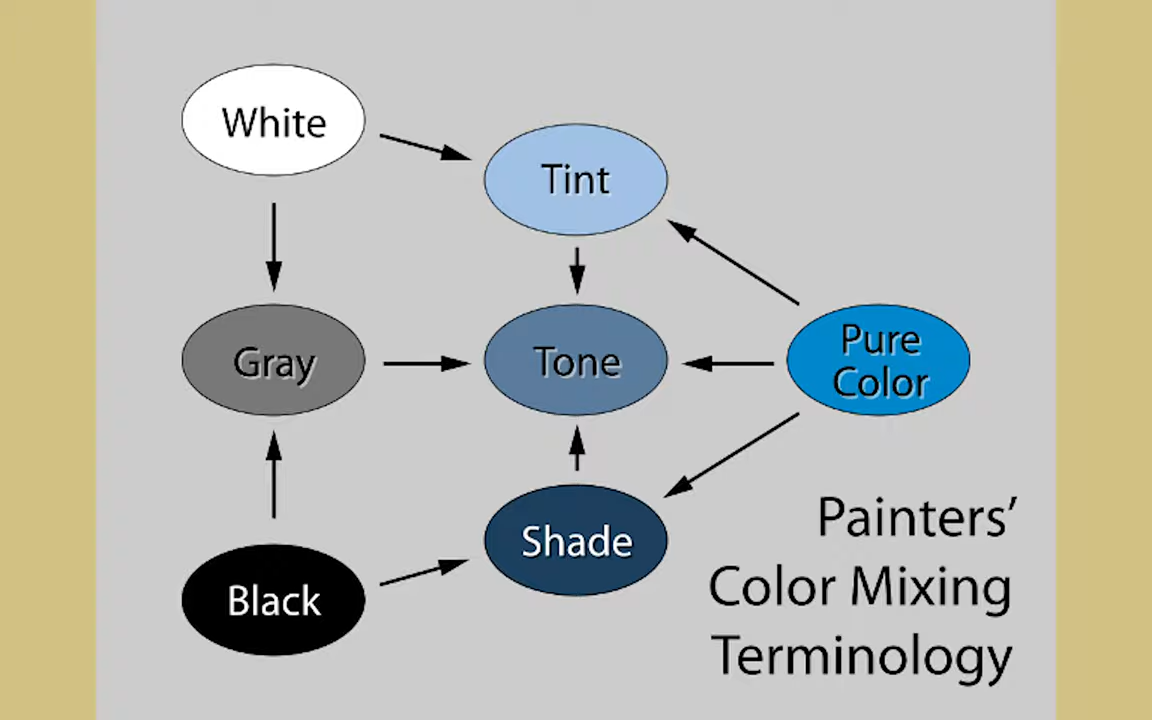 White
Tint
Gray
Tone
Pure
Color
Shade
Black
Painters’
Color Mixing
Terminology